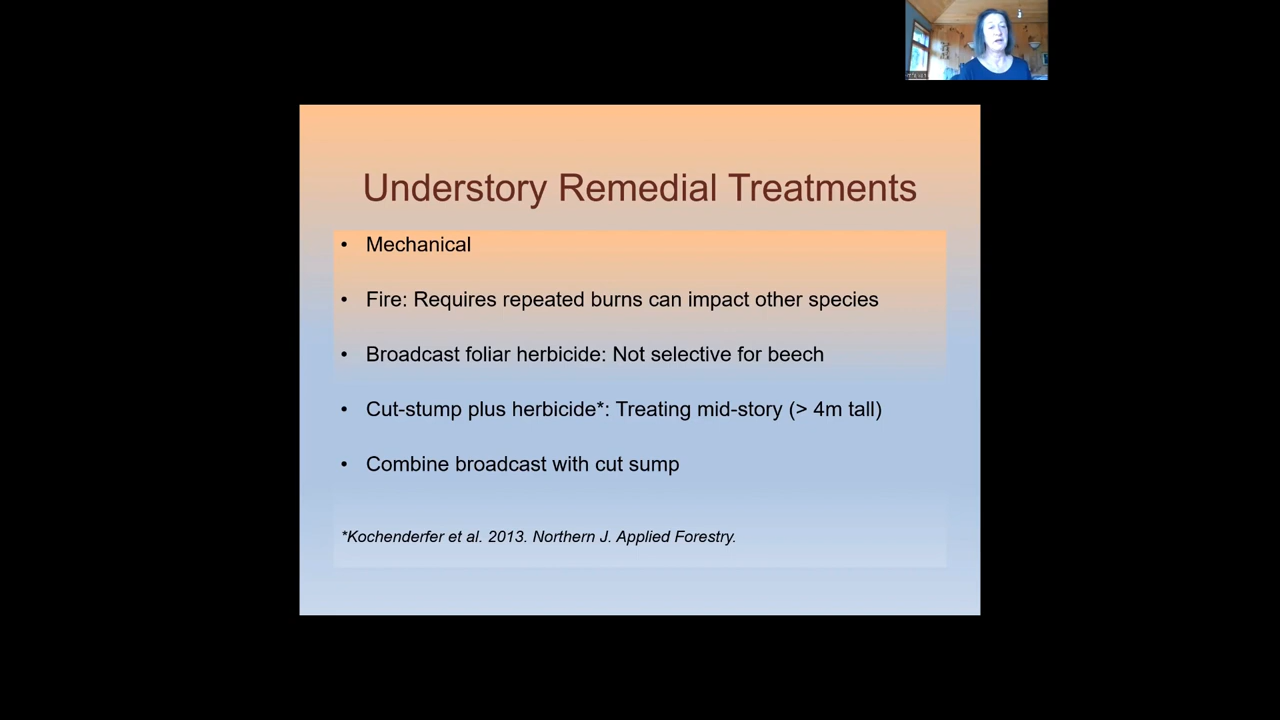 Understory Remedial Treatments
• Mechanical
• Fire: Requires repeated burns can impact other species
• Broadcast foliar herbicide: Not selective for beech
• Cut-stump plus herbicide*: Treating mid-story (> 4m tall)
• Combine broadcast with cut sump
*Kochenderfer et al. 2013. Northern J. Applied Forestry.